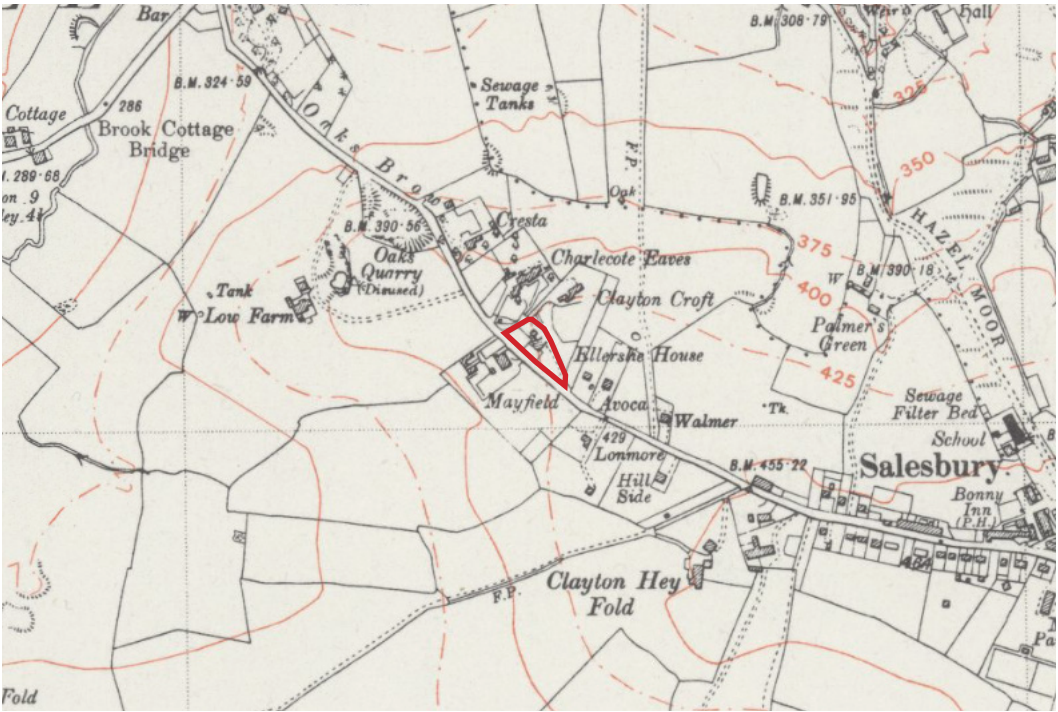 Bar
B.M. 308·79
Hall
B.M. 324·59
Sewage
Tanks
325
Cottage
286
Brook Cottage
Bridge
Oaks Brow
F.P.
350
Oak
B.M. 351·95
HAZEL MOOR
Cresta
B.M. 390·56
Oaks
Quarry
(Disused)
375
Charlecote Eaves
W
B.M. 390·18
400
Tank
Clayton Croft
W
Low Farm
Palmer's
Green
Ellerslie House
425
Mayfield
Avoca
Tk.
Walmer
Sewage
Filter Bed
429
School
Lonmore
B.M. 455·22
Salesbury
Hill
Side
Bonny
Inn
(P.H.)
Clayton Hey
Fold
F.P.
Fold